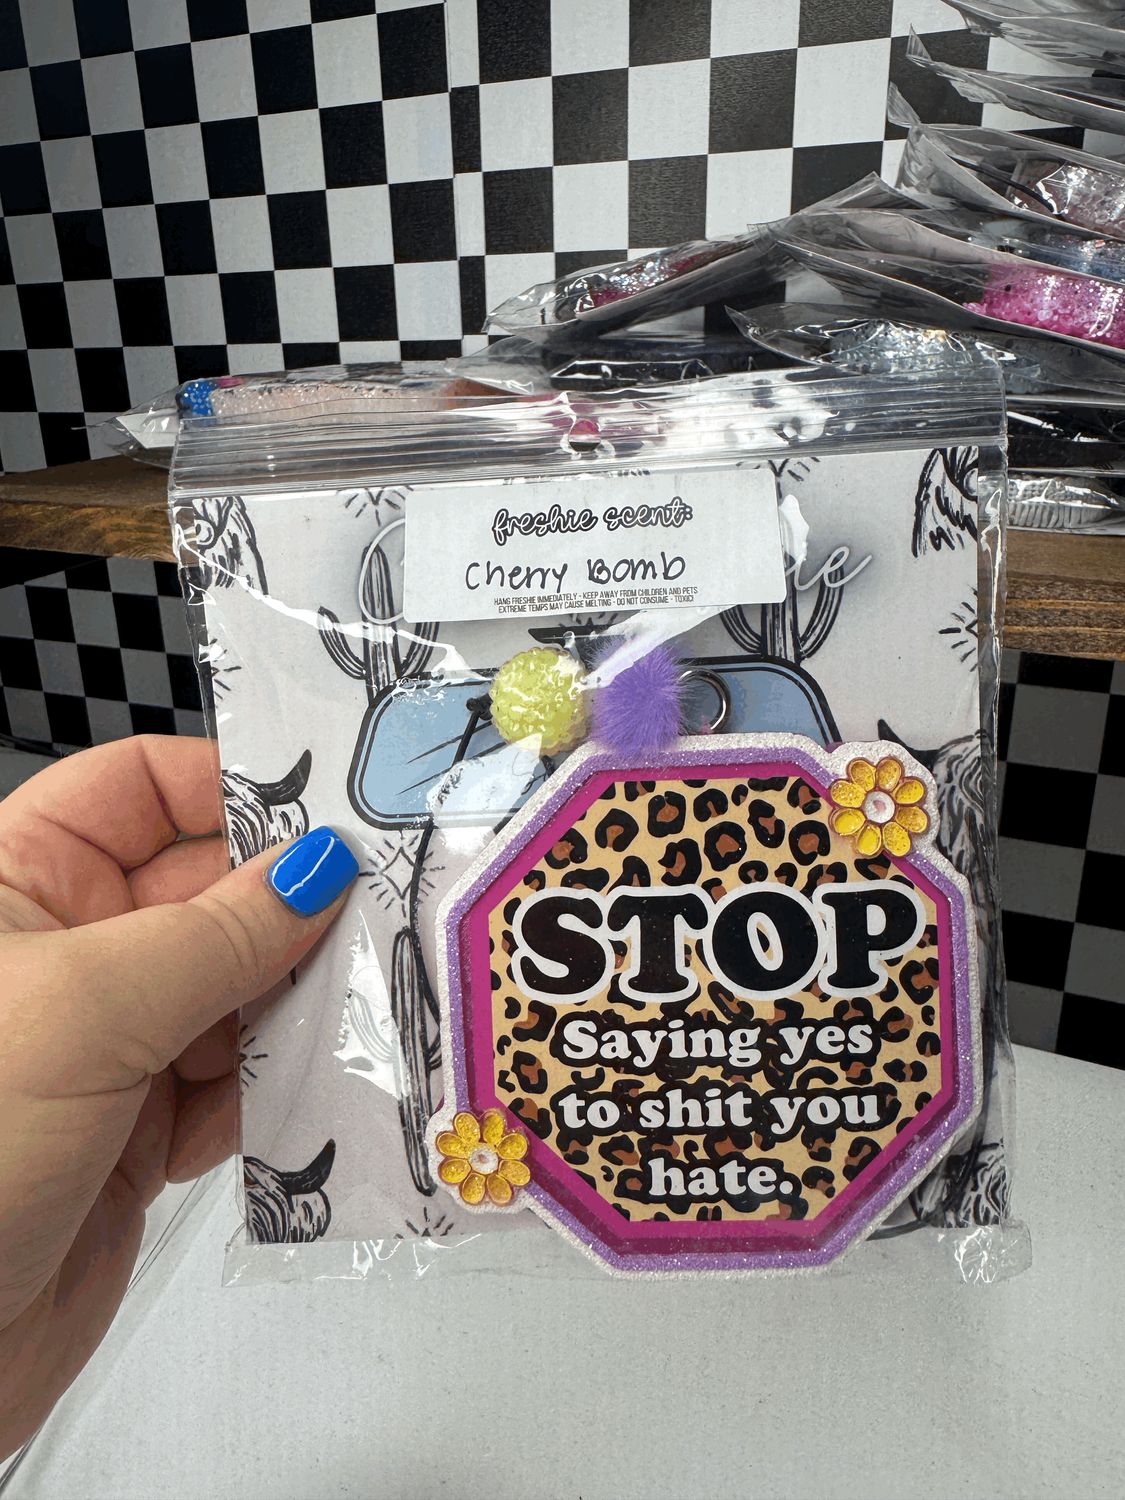 freshie scent:
Cherry Bomb
HANG FRESHIE IMMEDIATELY - KEEP AWAY FROM CHILDREN AND PETS
EXTREME TEMPS MAY CAUSE MELTING - DO NOT CONSUME - TOXIC!
STOP
Saying yes
to shit you
hate.